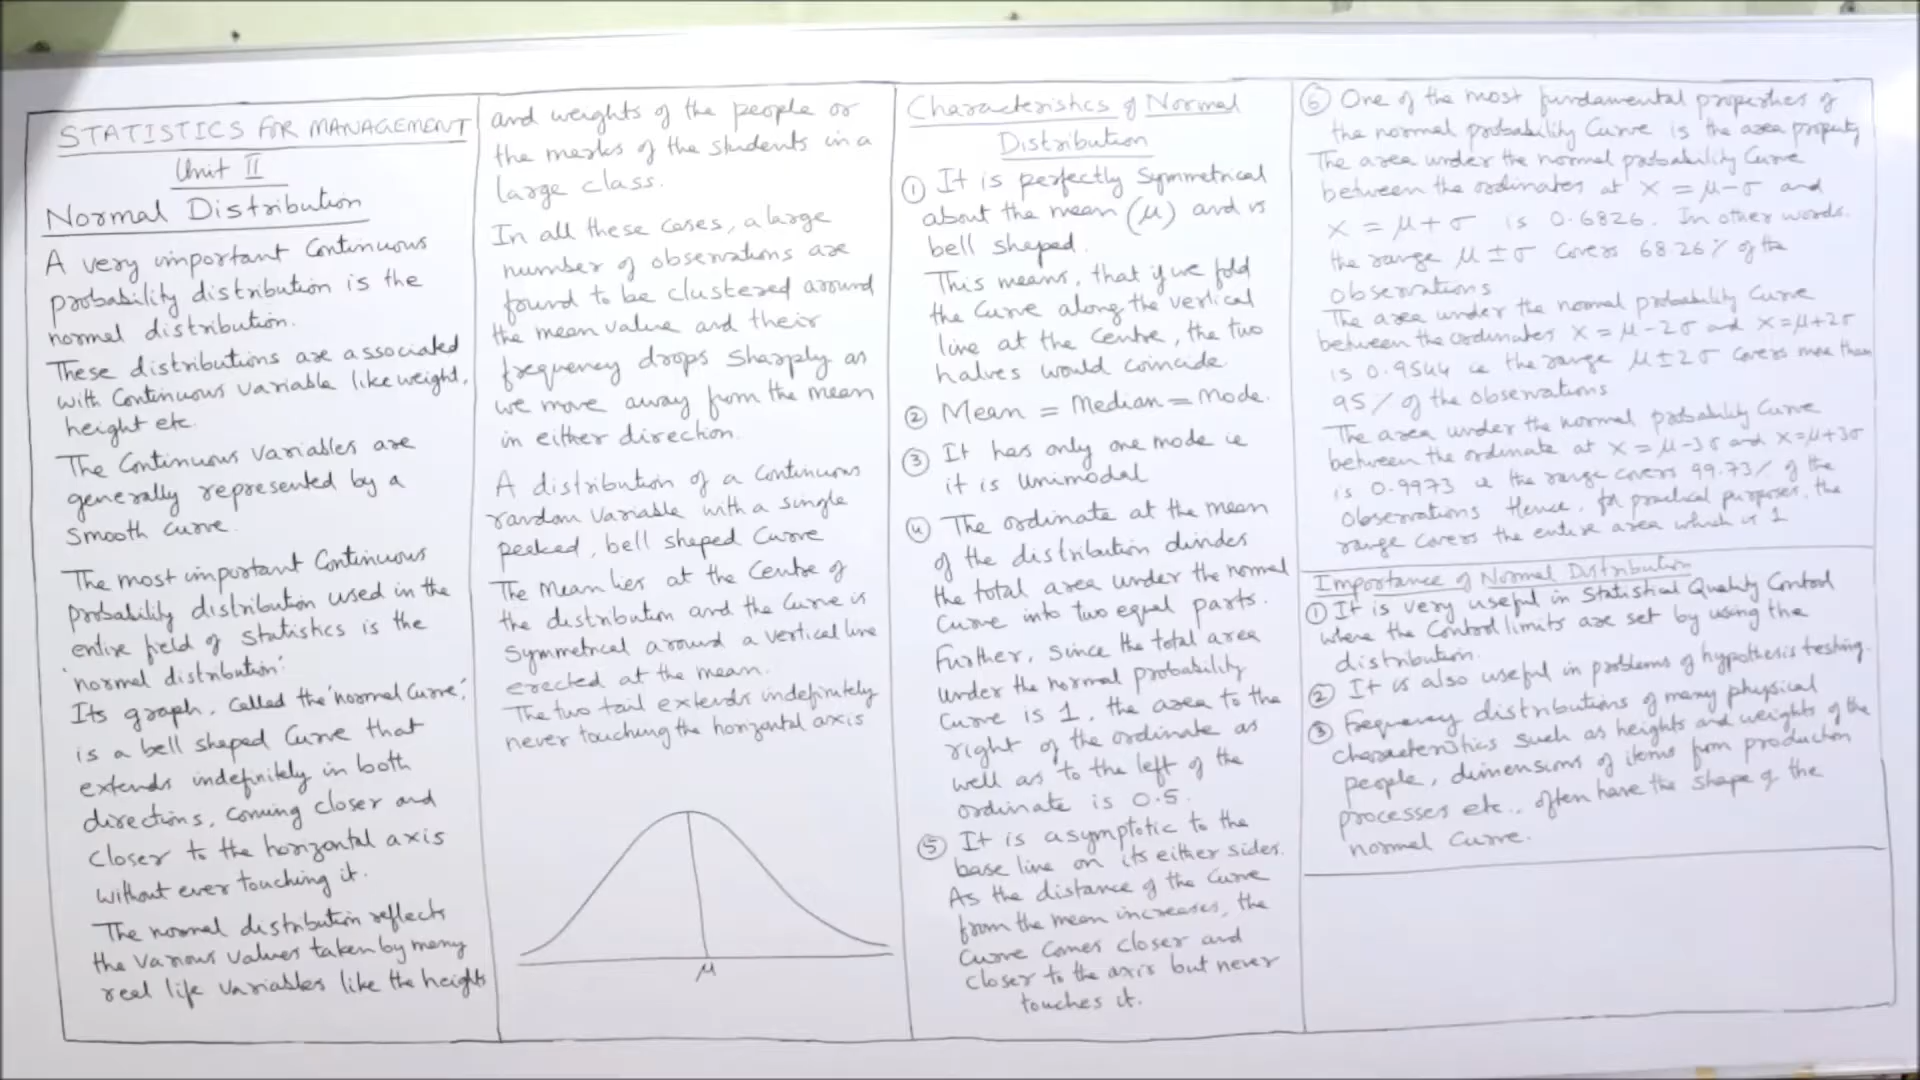 STATISTICS FOR MANAGEMENT
Unit II
Normal Distribution
A very important Continuous
probability distribution is the
normal distribution.
These distributions are associated
with Continuous variable like weight,
height etc.
The Continuous variables are
generally represented by a
smooth curve.
The most important Continuous
probability distribution used in the
entire field of statistics is the
'normal distribution'.
Its graph, called the 'normal Curve',
is a bell shaped Curve that
extends indefinitely in both
directions, coming closer and
closer to the horizontal axis
without ever touching it.
The normal distribution reflects
the various values taken by many
real life variables like the heights
and weights of the people or
the marks of the students in a
large class.
In all these cases, a large
number of observations are
found to be clustered around
the mean value and their
frequency drops sharply as
we move away from the mean
in either direction.
A distribution of a Continuous
random variable with a single
peaked, bell shaped Curve
The Mean lies at the Centre of
the distribution and the Curve is
symmetrical around a vertical line
erected at the mean.
The two tail extends indefinitely
never touching the horizontal axis
μ
Characteristics of Normal
Distribution
① It is perfectly symmetrical
about the mean (μ) and is
bell shaped.
This means, that if we fold
the Curve along the vertical
line at the Centre, the two
halves would coincide.
② Mean = Median = Mode.
③ It has only one mode ie
it is unimodal
④ The ordinate at the mean
of the distribution divides
the total area under the normal
Curve into two equal parts.
Further, since the total area
under the normal probability
Curve is 1, the area to the
right of the ordinate as
well as to the left of the
ordinate is 0.5.
⑤ It is asymptotic to the
base line on its either sides.
As the distance of the Curve
from the mean increases, the
Curve comes closer and
closer to the axis but never
touches it.
⑥ One of the most fundamental properties of
the normal probability Curve is the area property
The area under the normal probability Curve
between the ordinates at X = μ-σ and
X = μ+σ is 0.6826. In other words,
the range μ±σ covers 68.26% of the
observations
The area under the normal probability Curve
between the ordinates X = μ-2σ and X=μ+2σ
is 0.9544 ie the range μ±2σ covers more than
95% of the observations
The area under the normal probability Curve
between the ordinate at X = μ-3σ and X=μ+3σ
is 0.9973 ie the range covers 99.73% of the
observations Hence, for practical purposes, the
range covers the entire area which is 1
Importance of Normal Distribution
① It is very useful in Statistical Quality Control
where the Control limits are set by using the
distribution.
② It is also useful in problems of hypothesis testing.
③ Frequency distributions of many physical
characteristics such as heights and weights of the
people, dimensions of items from production
processes etc., often have the shape of the
normal Curve.